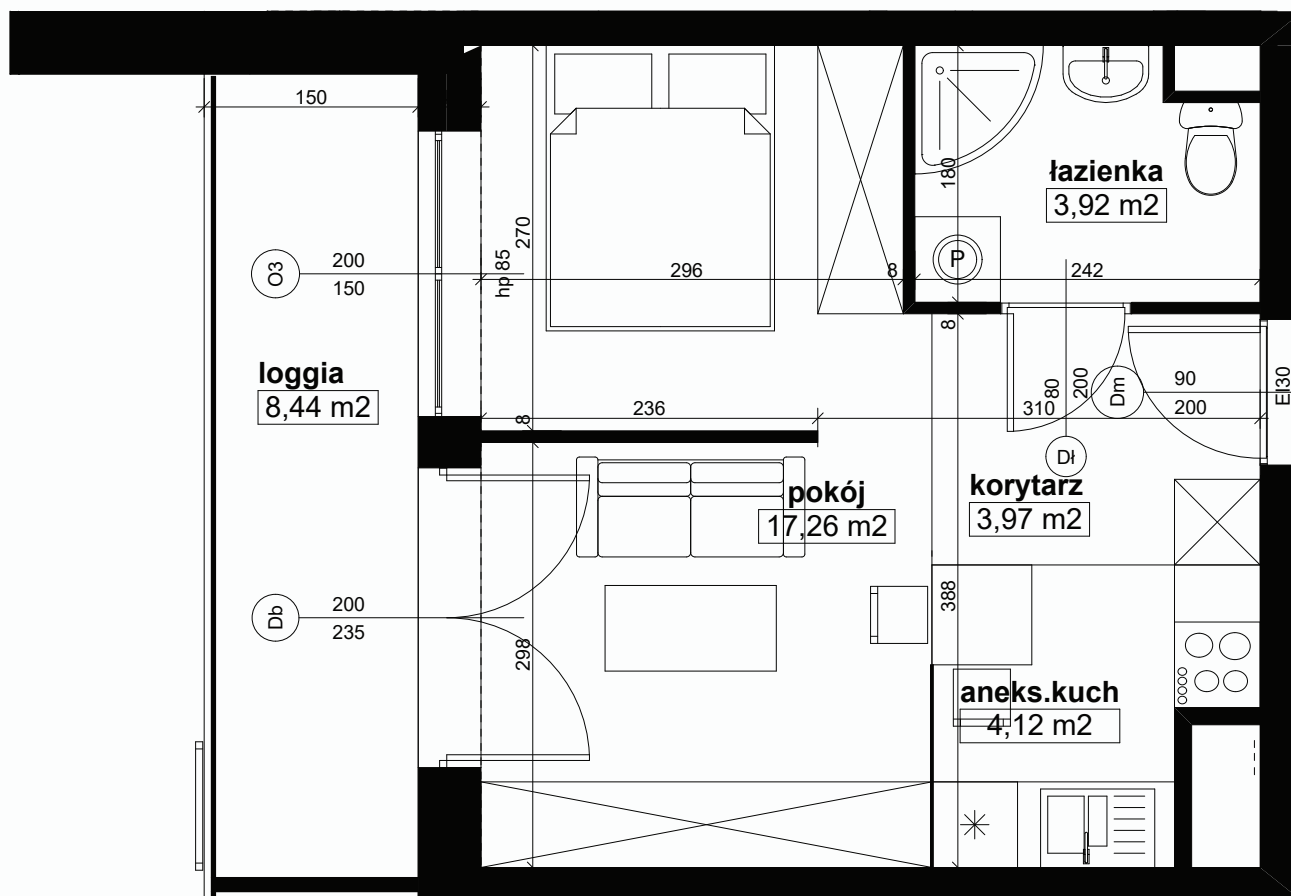 150
180
łazienka
3,92 m2
270
hp 85
O3
200
150
296
8
P
242
8
loggia
8,44 m2
80
200
Dm
90
200
EI30
236
8
310
Dł
pokój
17,26 m2
korytarz
3,97 m2
388
Db
200
235
298
aneks.kuch
4,12 m2